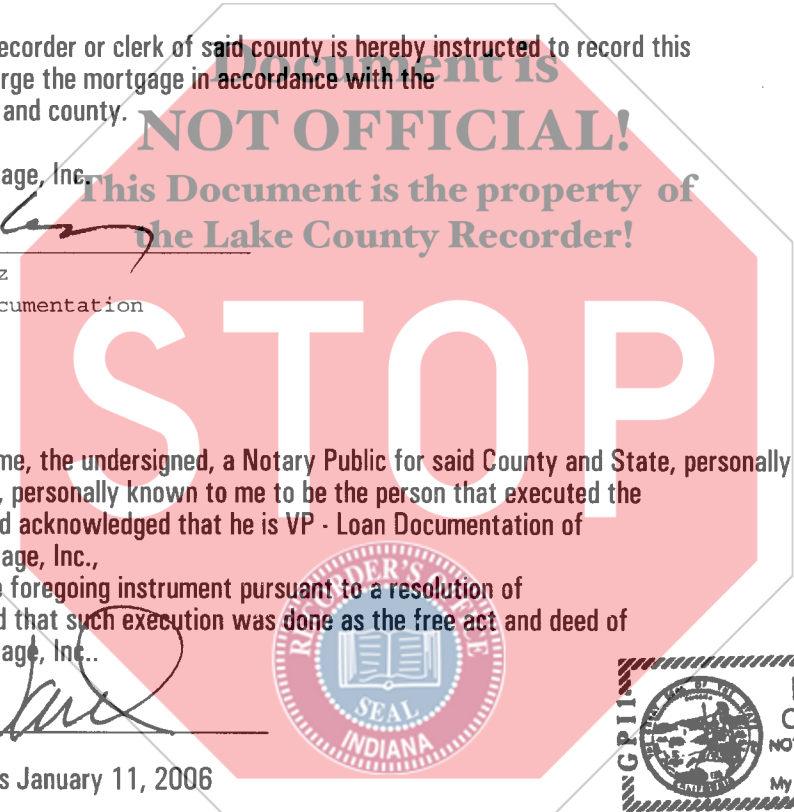 ecorder or clerk of said county is hereby instructed to record this
rge the mortgage in accordance with the
and county.
Document is
NOT OFFICIAL!
age, Inc.
This Document is the property of
the Lake County Recorder!
z
cumentation
STOP
me, the undersigned, a Notary Public for said County and State, personally
, personally known to me to be the person that executed the
d acknowledged that he is VP - Loan Documentation of
age, Inc.,
e foregoing instrument pursuant to a resolution of
d that such execution was done as the free act and deed of
age, Inc..
RECORDER'S OFFICE
SEAL
INDIANA
s January 11, 2006
GPI1
NO
My